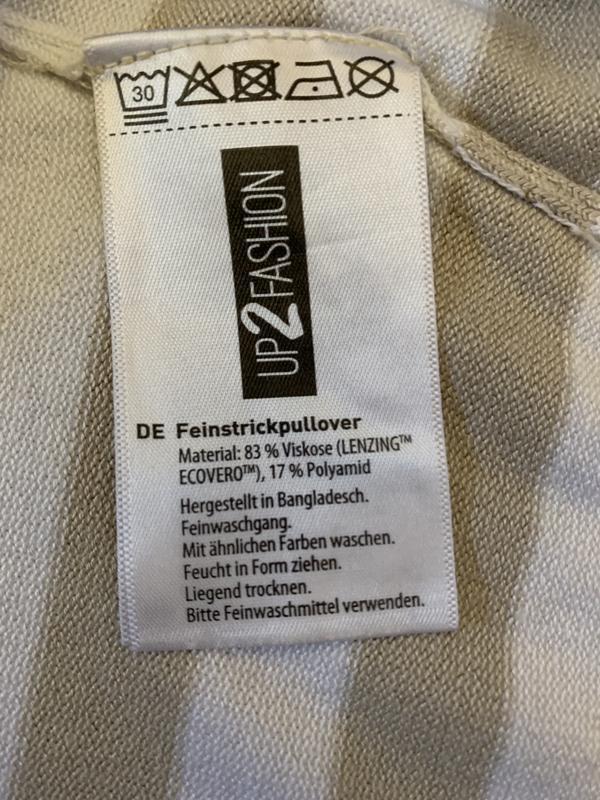 30
UP2FASHION
DE Feinstrickpullover
Material: 83 % Viskose (LENZING™
ECOVERO™), 17 % Polyamid
Hergestellt in Bangladesch.
Feinwaschgang.
Mit ähnlichen Farben waschen.
Feucht in Form ziehen.
Liegend trocknen.
Bitte Feinwaschmittel verwenden.